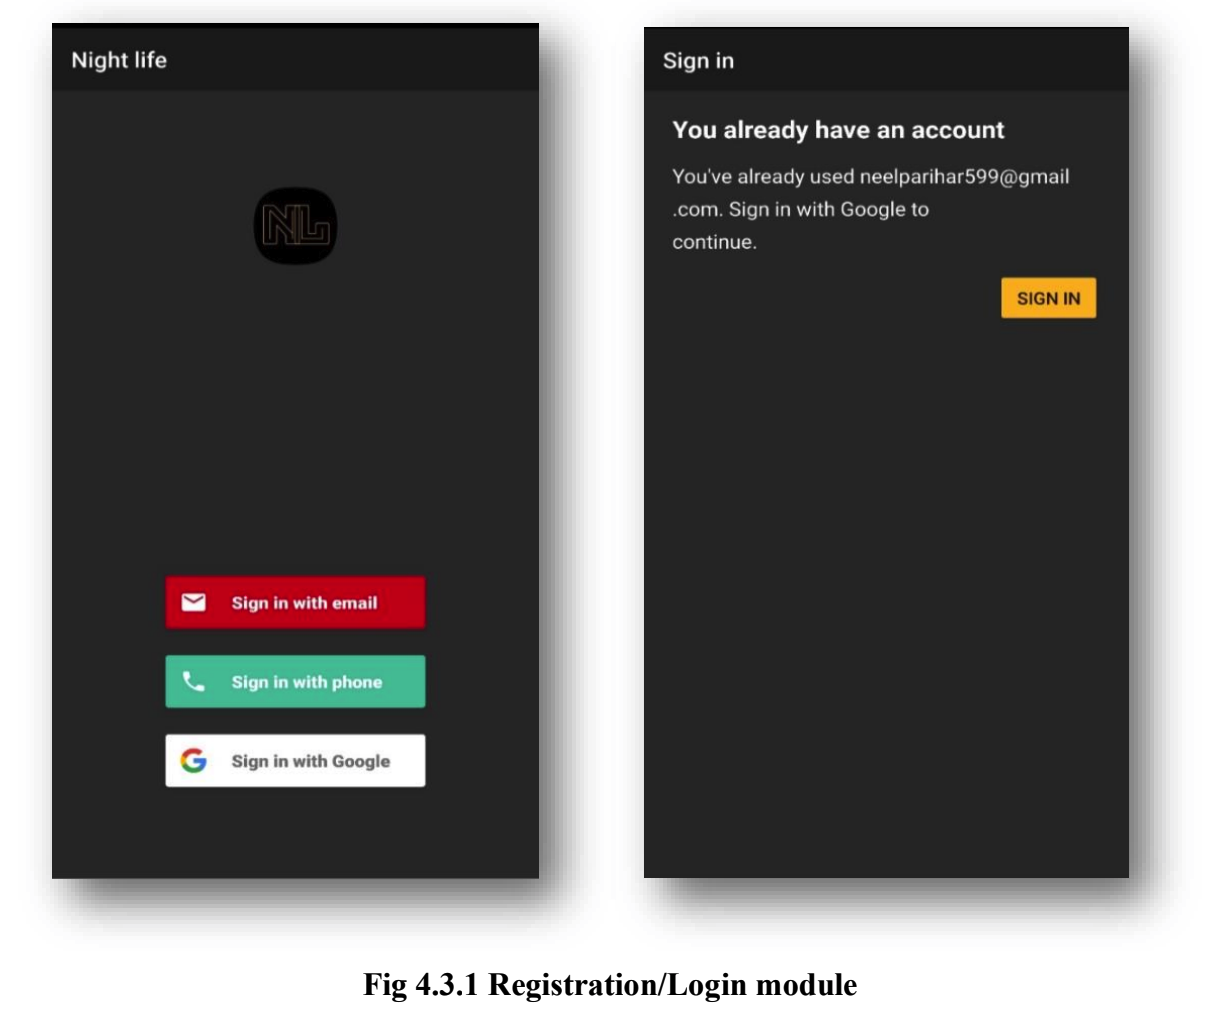 Night life
NL
Sign in with email
Sign in with phone
Sign in with Google
Sign in
You already have an account
You've already used neelparihar599@gmail
.com. Sign in with Google to
continue.
SIGN IN
Fig 4.3.1 Registration/Login module